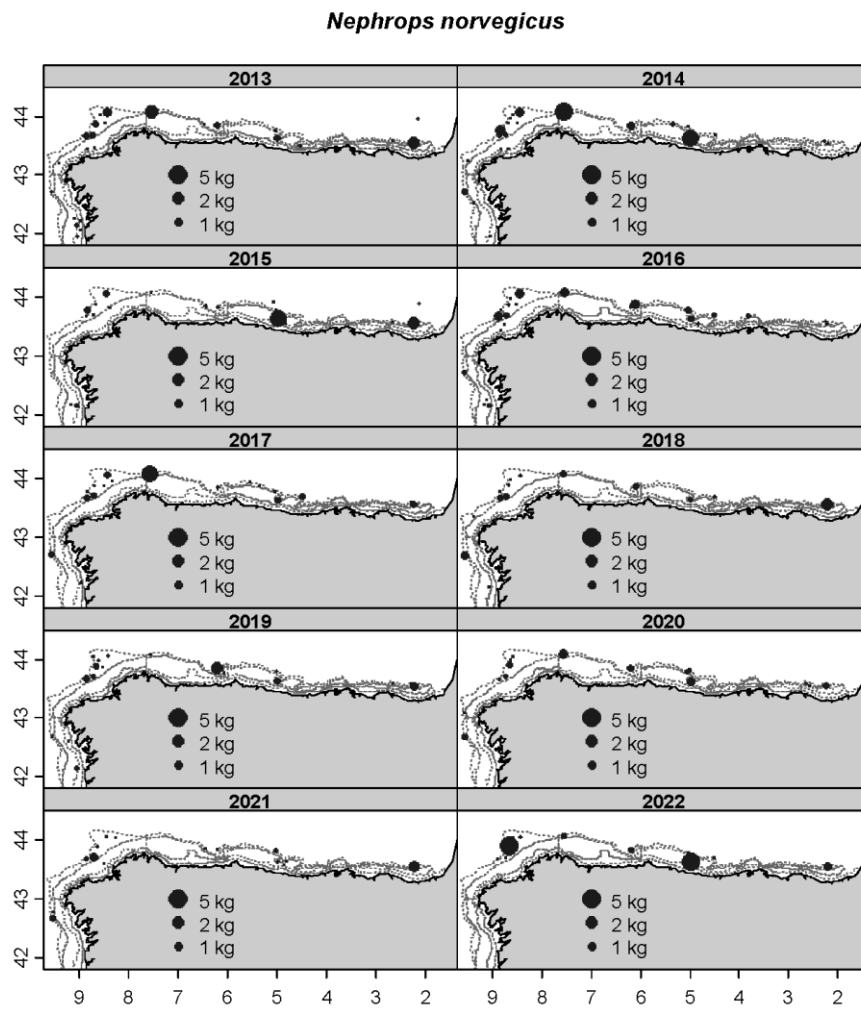 Nephrops norvegicus
2013 2014
44
43
42
5 kg 5 kg
2 kg 2 kg
1 kg 1 kg
2015 2016
44
43
42
5 kg 5 kg
2 kg 2 kg
1 kg 1 kg
2017 2018
44
43
42
5 kg 5 kg
2 kg 2 kg
1 kg 1 kg
2019 2020
44
43
42
5 kg 5 kg
2 kg 2 kg
1 kg 1 kg
2021 2022
44
43
42
5 kg 5 kg
2 kg 2 kg
1 kg 1 kg
9 8 7 6 5 4 3 2 9 8 7 6 5 4 3 2